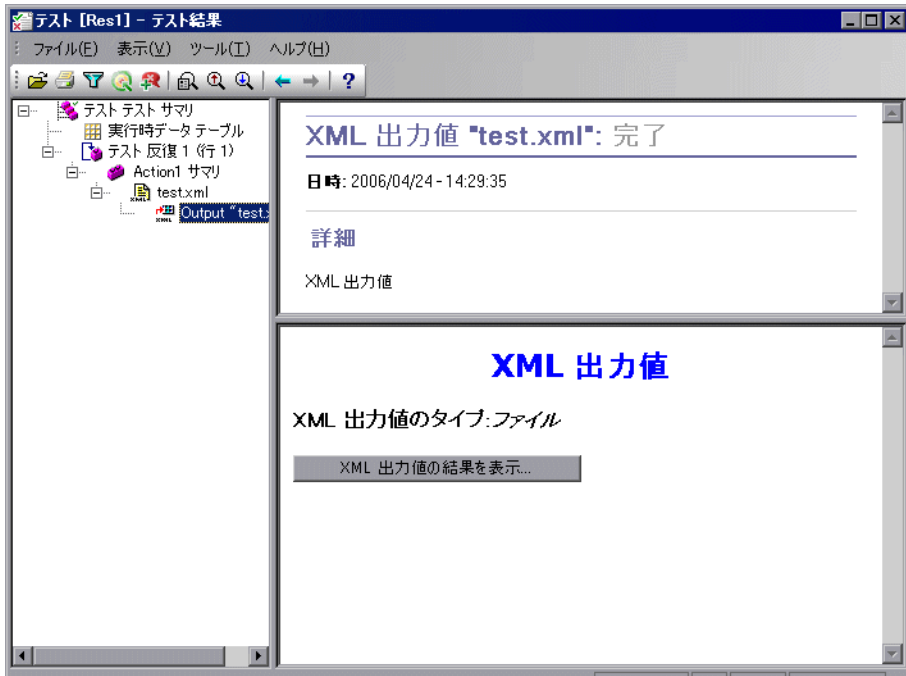 テスト [Res1] - テスト結果
ファイル(F) 表示(V) ツール(T) ヘルプ(H)
?
テスト テスト サマリ
実行時データ テーブル
テスト 反復 1 (行 1)
Action1 サマリ
test.xml
Output "test.x
XML 出力値 "test.xml": 完了
日時: 2006/04/24 - 14:29:35
詳細
XML 出力値
XML 出力値
XML 出力値のタイプ:ファイル
XML 出力値の結果を表示...